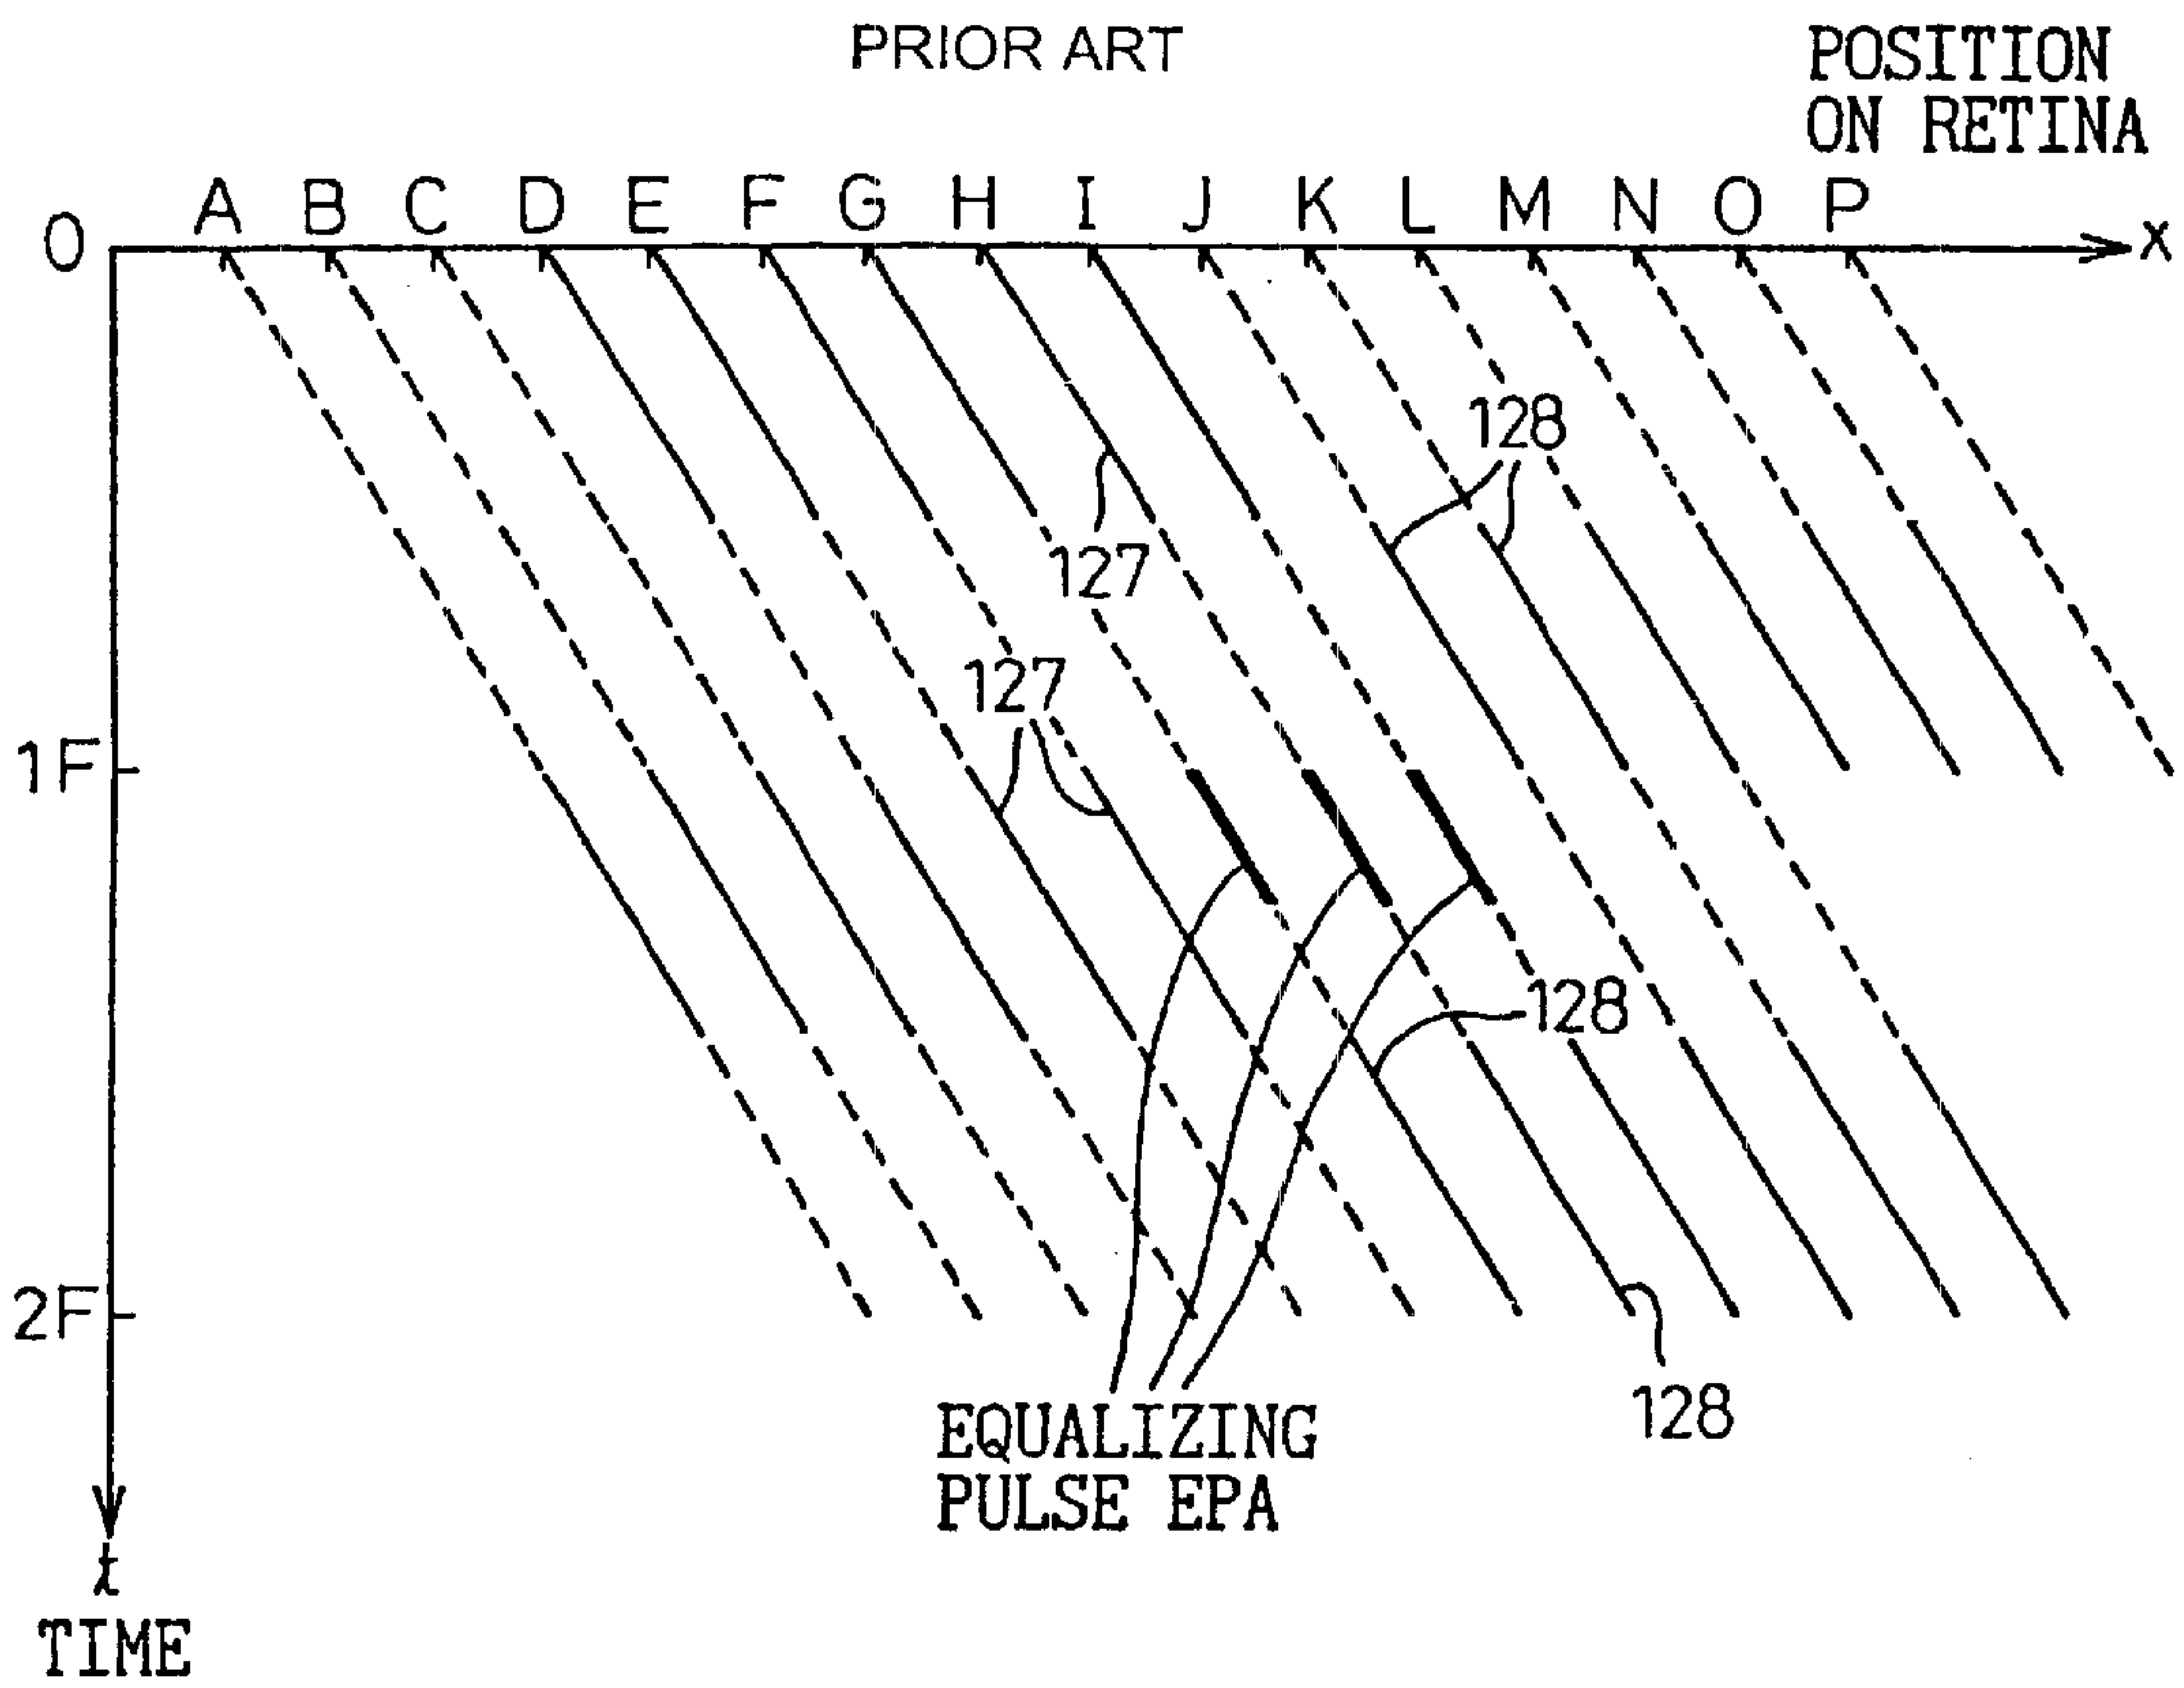 PRIOR ART
POSITION
ON RETINA
A B C D E F G H I J K L M N O P
0
x
128
127
127
1F
128
2F
128
EQUALIZING
PULSE EPA
t
TIME